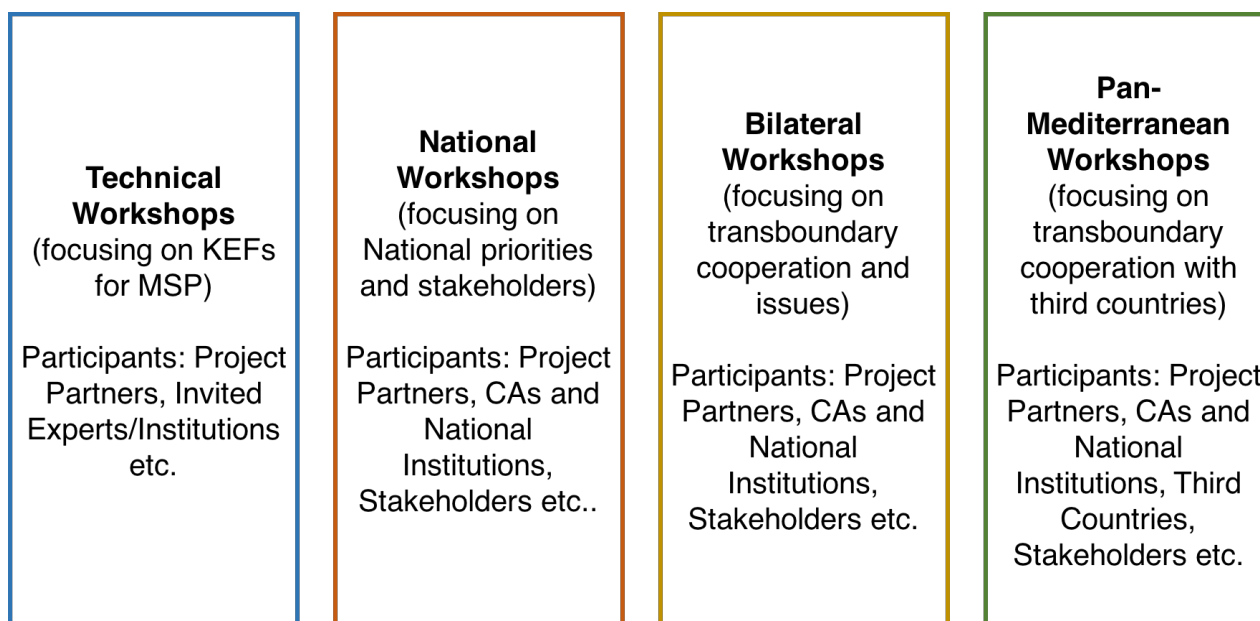 Technical
Workshops
(focusing on KEFs
for MSP)
Participants: Project
Partners, Invited
Experts/Institutions
etc.
National
Workshops
(focusing on
National priorities
and stakeholders)
Participants: Project
Partners, CAs and
National
Institutions,
Stakeholders etc..
Bilateral
Workshops
(focusing on
transboundary
cooperation and
issues)
Participants: Project
Partners, CAs and
National
Institutions,
Stakeholders etc.
Pan-
Mediterranean
Workshops
(focusing on
transboundary
cooperation with
third countries)
Participants: Project
Partners, CAs and
National
Institutions, Third
Countries,
Stakeholders etc.